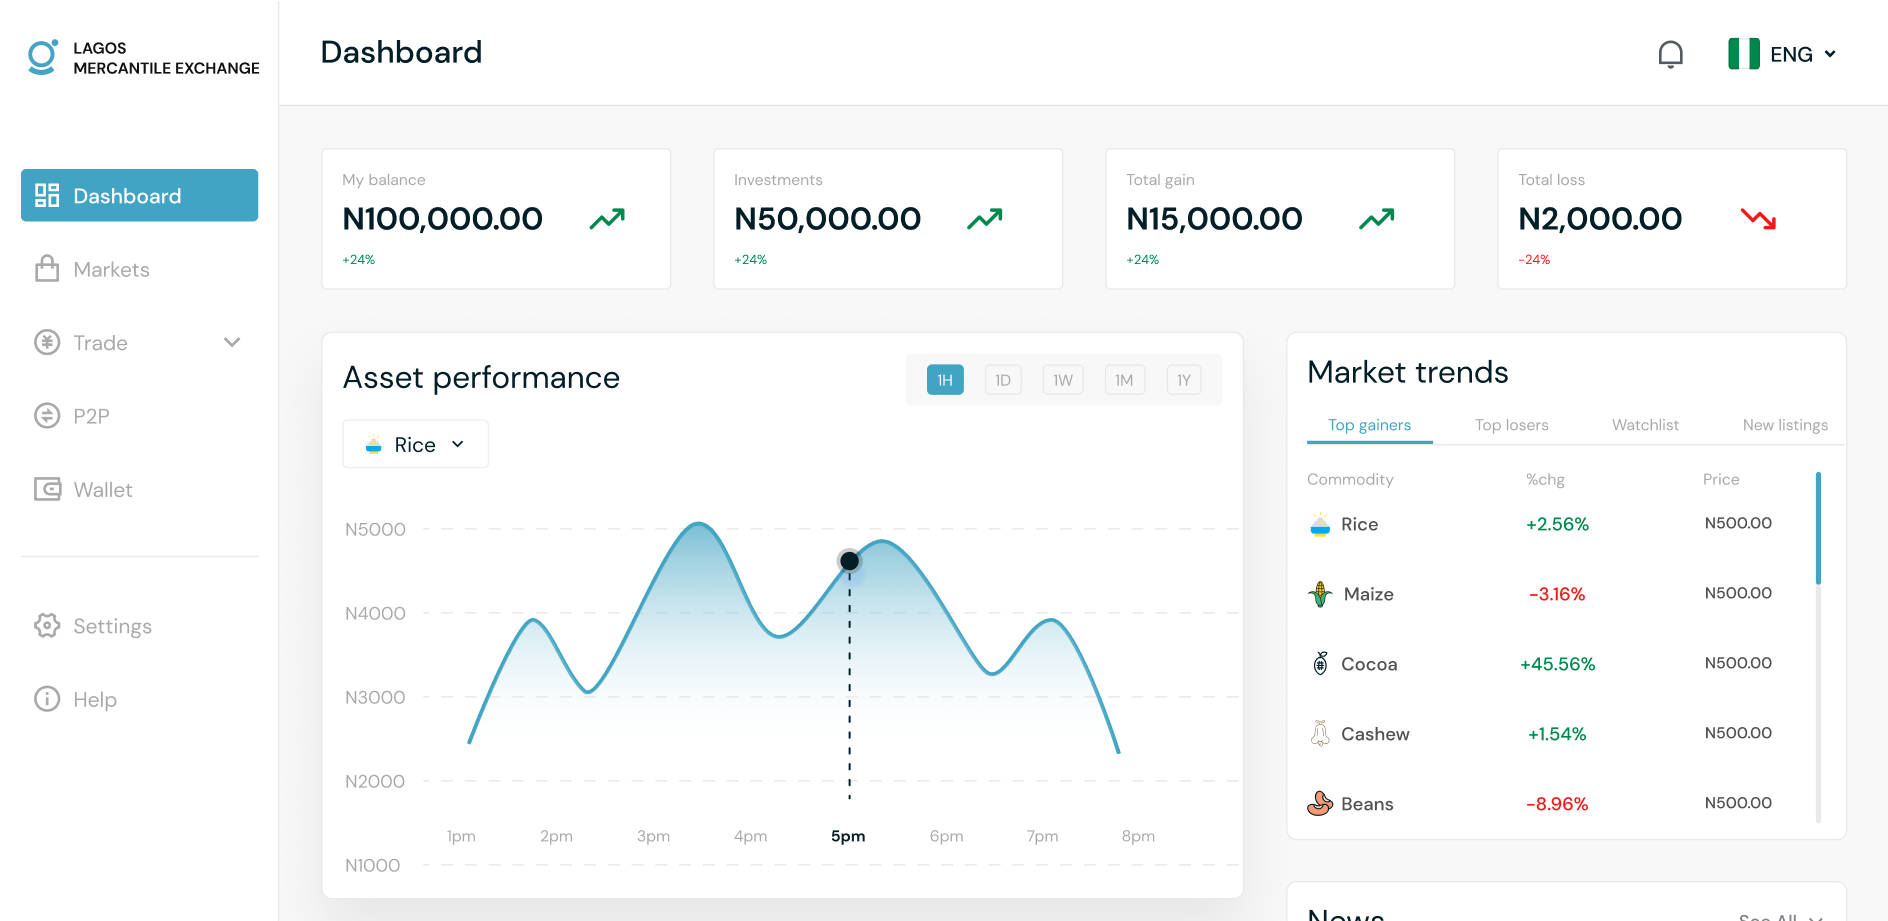 LAGOS
MERCANTILE EXCHANGE
Dashboard
ENG
Dashboard
Markets
Trade
P2P
Wallet
Settings
Help
My balance
N100,000.00
+24%
Investments
N50,000.00
+24%
Total gain
N15,000.00
+24%
Total loss
N2,000.00
-24%
Asset performance
1H 1D 1W 1M 1Y
Rice
N5000
N4000
N3000
N2000
1pm 2pm 3pm 4pm 5pm 6pm 7pm 8pm
N1000
Market trends
Top gainers Top losers Watchlist New listings
Commodity %chg Price
Rice +2.56% N500.00
Maize -3.16% N500.00
Cocoa +45.56% N500.00
Cashew +1.54% N500.00
Beans -8.96% N500.00
News See All